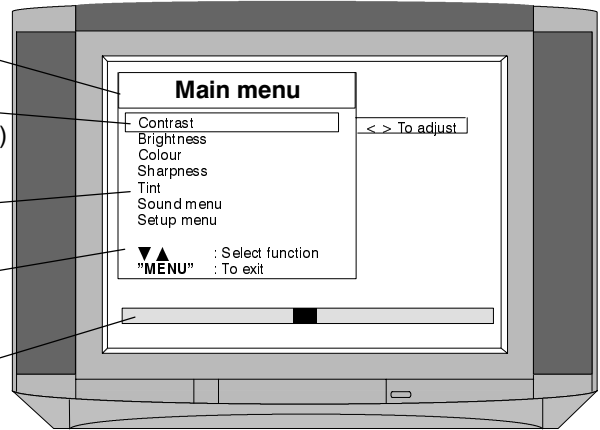 Main menu
Contrast
< > To adjust
)
Brightness
Colour
Sharpness
Tint
Sound menu
Setup menu
▼ ▲ : Select function
"MENU" : To exit